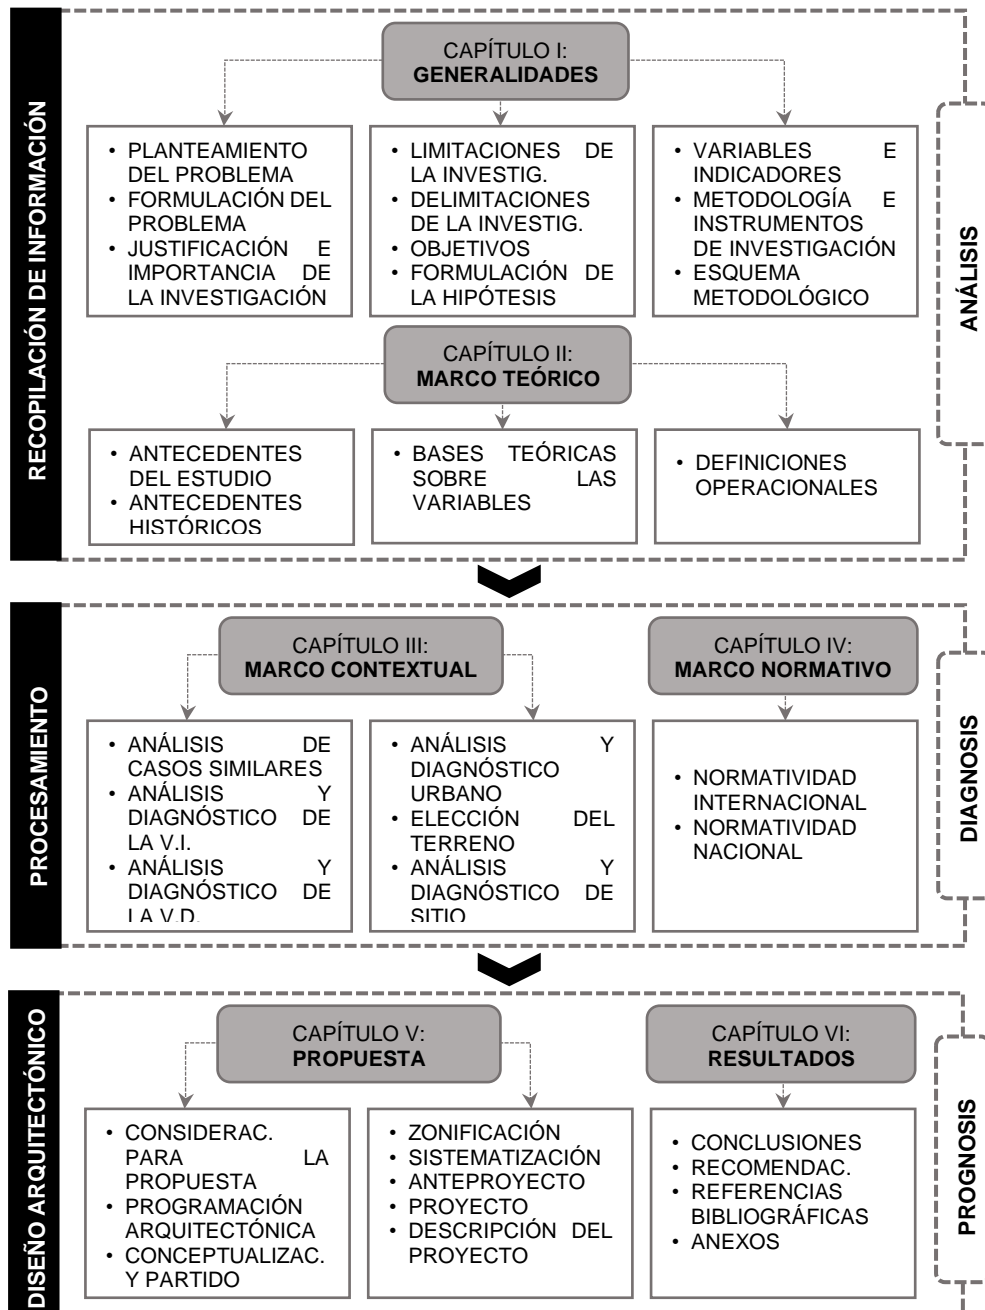 RECOPILACIÓN DE INFORMACIÓN
CAPÍTULO I:
GENERALIDADES
• PLANTEAMIENTO
DEL PROBLEMA
• FORMULACIÓN DEL
PROBLEMA
• JUSTIFICACIÓN E
IMPORTANCIA DE
LA INVESTIGACIÓN
• LIMITACIONES DE
LA INVESTIG.
• DELIMITACIONES
DE LA INVESTIG.
• OBJETIVOS
• FORMULACIÓN DE
LA HIPÓTESIS
• VARIABLES E
INDICADORES
• METODOLOGÍA E
INSTRUMENTOS
DE INVESTIGACIÓN
• ESQUEMA
METODOLÓGICO
CAPÍTULO II:
MARCO TEÓRICO
• ANTECEDENTES
DEL ESTUDIO
• ANTECEDENTES
HISTÓRICOS
• BASES TEÓRICAS
SOBRE LAS
VARIABLES
• DEFINICIONES
OPERACIONALES
ANÁLISIS
PROCESAMIENTO
CAPÍTULO III:
MARCO CONTEXTUAL
• ANÁLISIS DE
CASOS SIMILARES
• ANÁLISIS Y
DIAGNÓSTICO DE
LA V.I.
• ANÁLISIS Y
DIAGNÓSTICO DE
LA V.D.
• ANÁLISIS Y
DIAGNÓSTICO
URBANO
• ELECCIÓN DEL
TERRENO
• ANÁLISIS Y
DIAGNÓSTICO DE
SITIO
CAPÍTULO IV:
MARCO NORMATIVO
• NORMATIVIDAD
INTERNACIONAL
• NORMATIVIDAD
NACIONAL
DIAGNOSIS
DISEÑO ARQUITECTÓNICO
CAPÍTULO V:
PROPUESTA
• CONSIDERAC.
PARA LA
PROPUESTA
• PROGRAMACIÓN
ARQUITECTÓNICA
• CONCEPTUALIZAC.
Y PARTIDO
• ZONIFICACIÓN
• SISTEMATIZACIÓN
• ANTEPROYECTO
• PROYECTO
• DESCRIPCIÓN DEL
PROYECTO
CAPÍTULO VI:
RESULTADOS
• CONCLUSIONES
• RECOMENDAC.
• REFERENCIAS
BIBLIOGRÁFICAS
• ANEXOS
PROGNOSIS